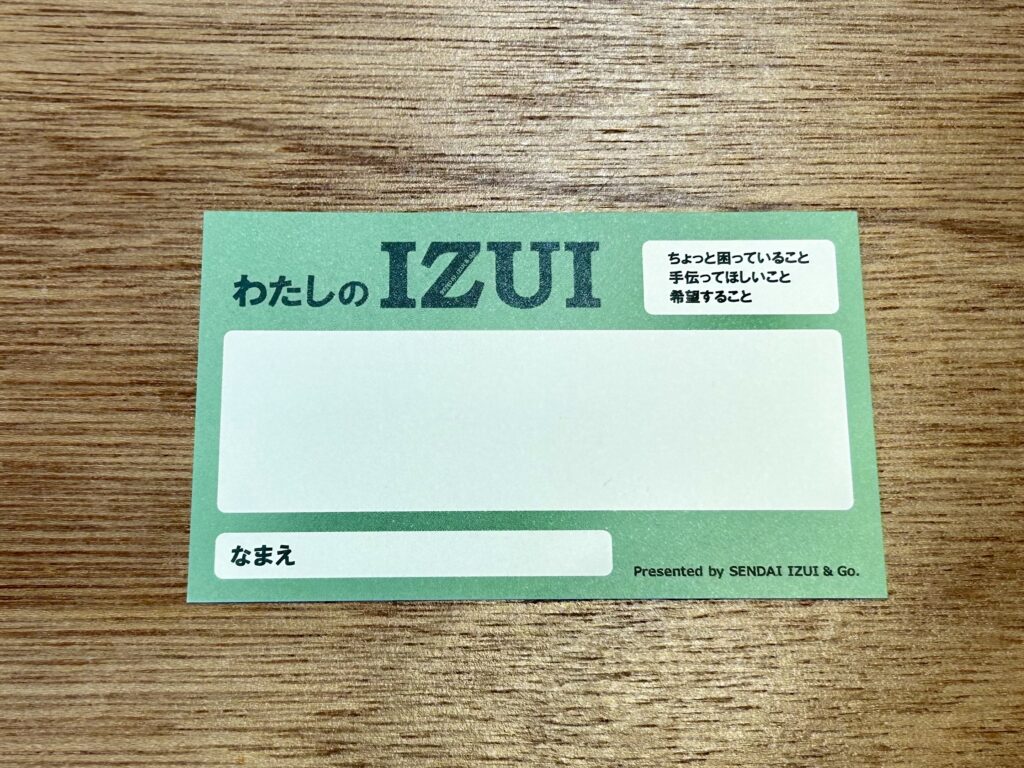 わたしのIZUI
ちょっと困っていること
手伝ってほしいこと
希望すること
なまえ
Presented by SENDAI IZUI & Go.